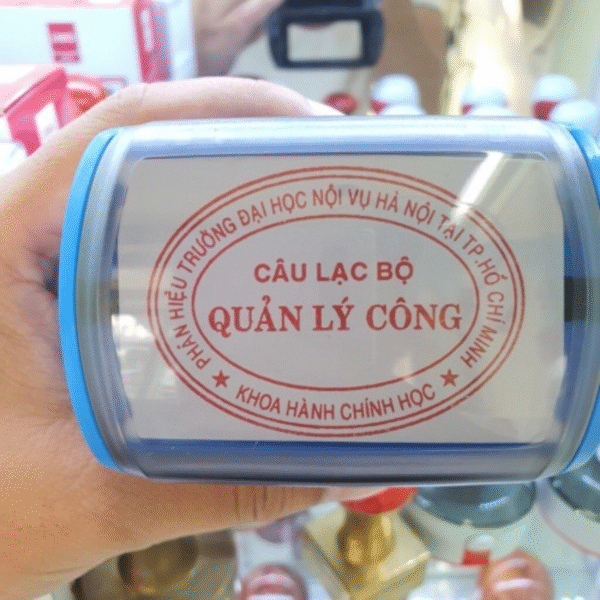 PHÂN HIỆU TRƯỜNG ĐẠI HỌC NỘI VỤ HÀ NỘI TẠI TP.HỒ CHÍ MINH
CÂU LẠC BỘ
QUẢN LÝ CÔNG
★ KHOA HÀNH CHÍNH HỌC ★